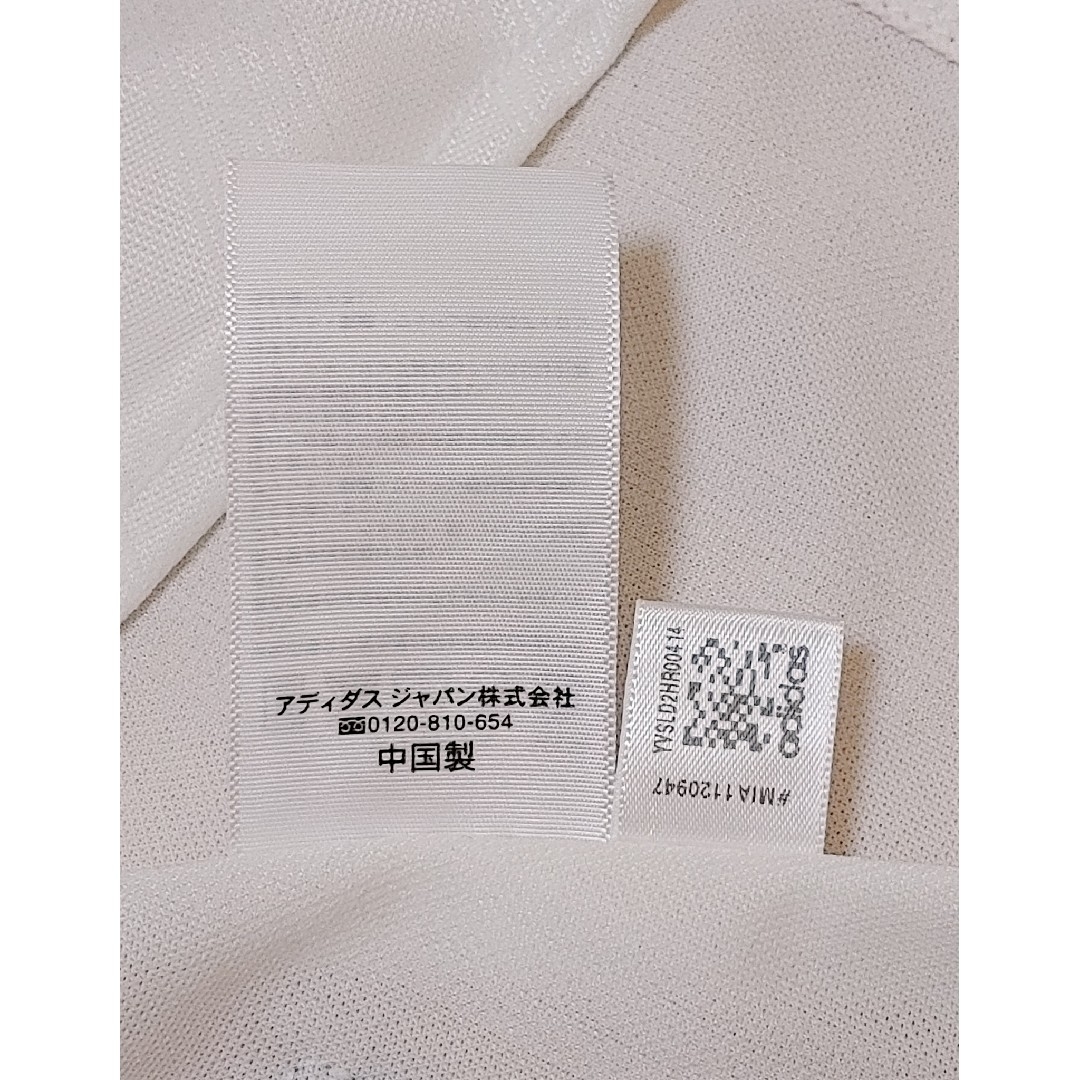 アディダス ジャパン株式会社
0120-810-654
中国製
YVSLD2HR00414
adidas
#MIA1120947